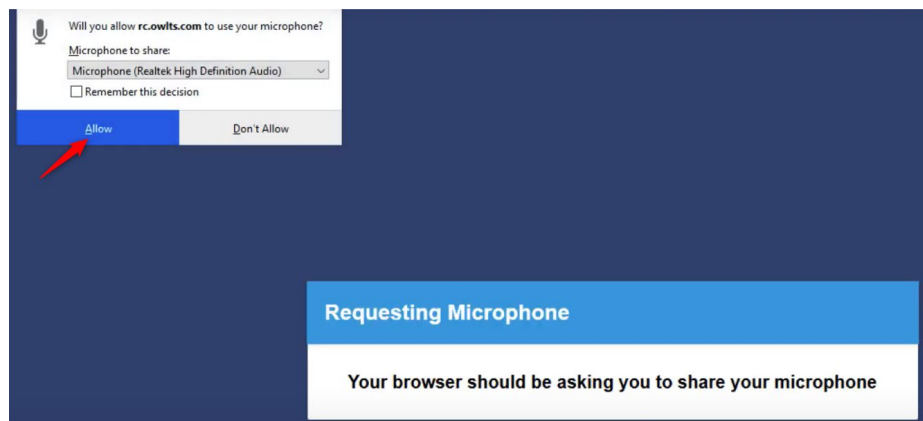 Will you allow rc.owlts.com to use your microphone?
Microphone to share:
Microphone (Realtek High Definition Audio)
Remember this decision
Allow
Don't Allow
Requesting Microphone
Your browser should be asking you to share your microphone